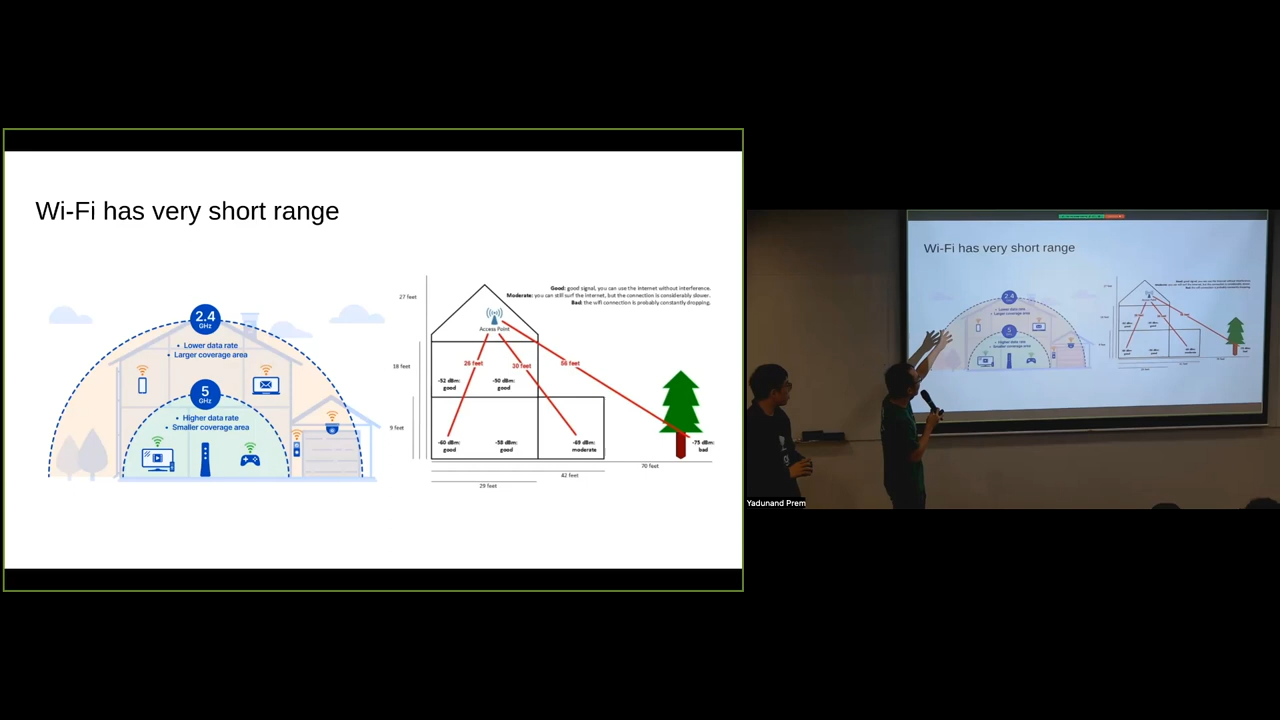 Wi-Fi has very short range
2.4
GHz
• Lower data rate
• Larger coverage area
5
GHz
• Higher data rate
• Smaller coverage area
27 feet
18 feet
9 feet
Good: good signal, you can use the internet without interference.
Moderate: you can still surf the internet, but the connection is considerably slower.
Bad: the wifi connection is probably constantly dropping.
Access Point
26 feet
30 feet
56 feet
-52 dBm:
good
-50 dBm:
good
-60 dBm:
good
-58 dBm:
good
-69 dBm:
moderate
-75 dBm:
bad
70 feet
42 feet
29 feet
Wi-Fi has very short range
2.4
5
Yadunand Prem